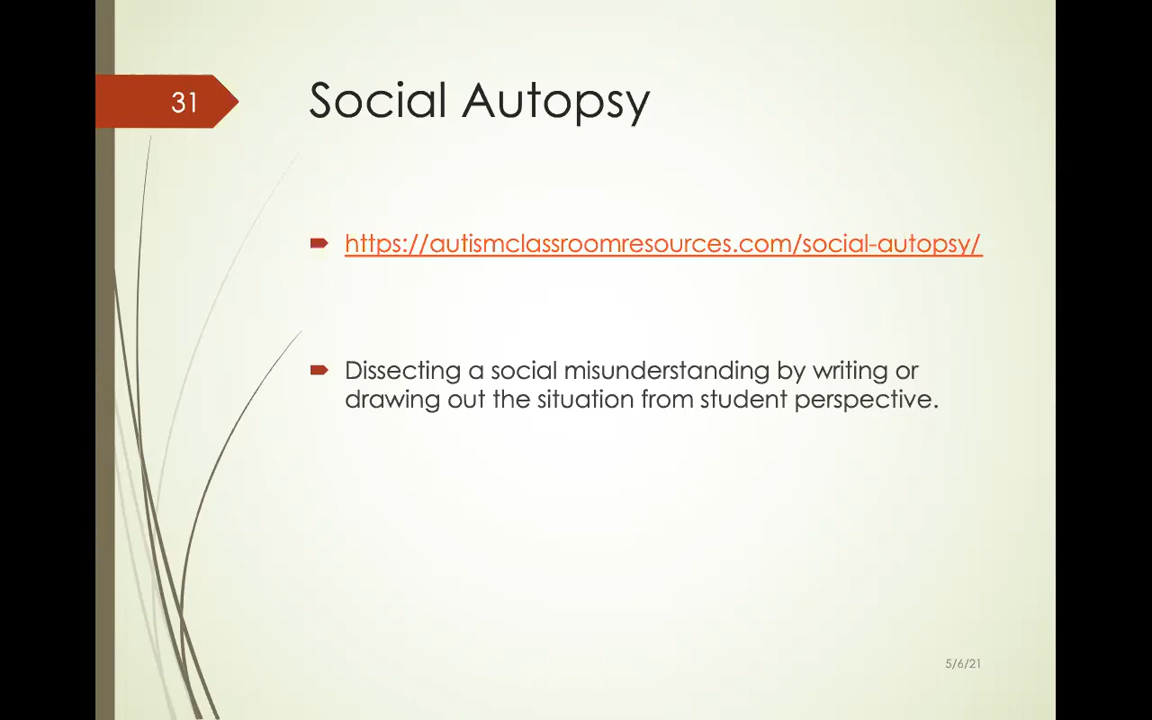 31
Social Autopsy
https://autismclassroomresources.com/social-autopsy/
Dissecting a social misunderstanding by writing or
drawing out the situation from student perspective.
5/6/21